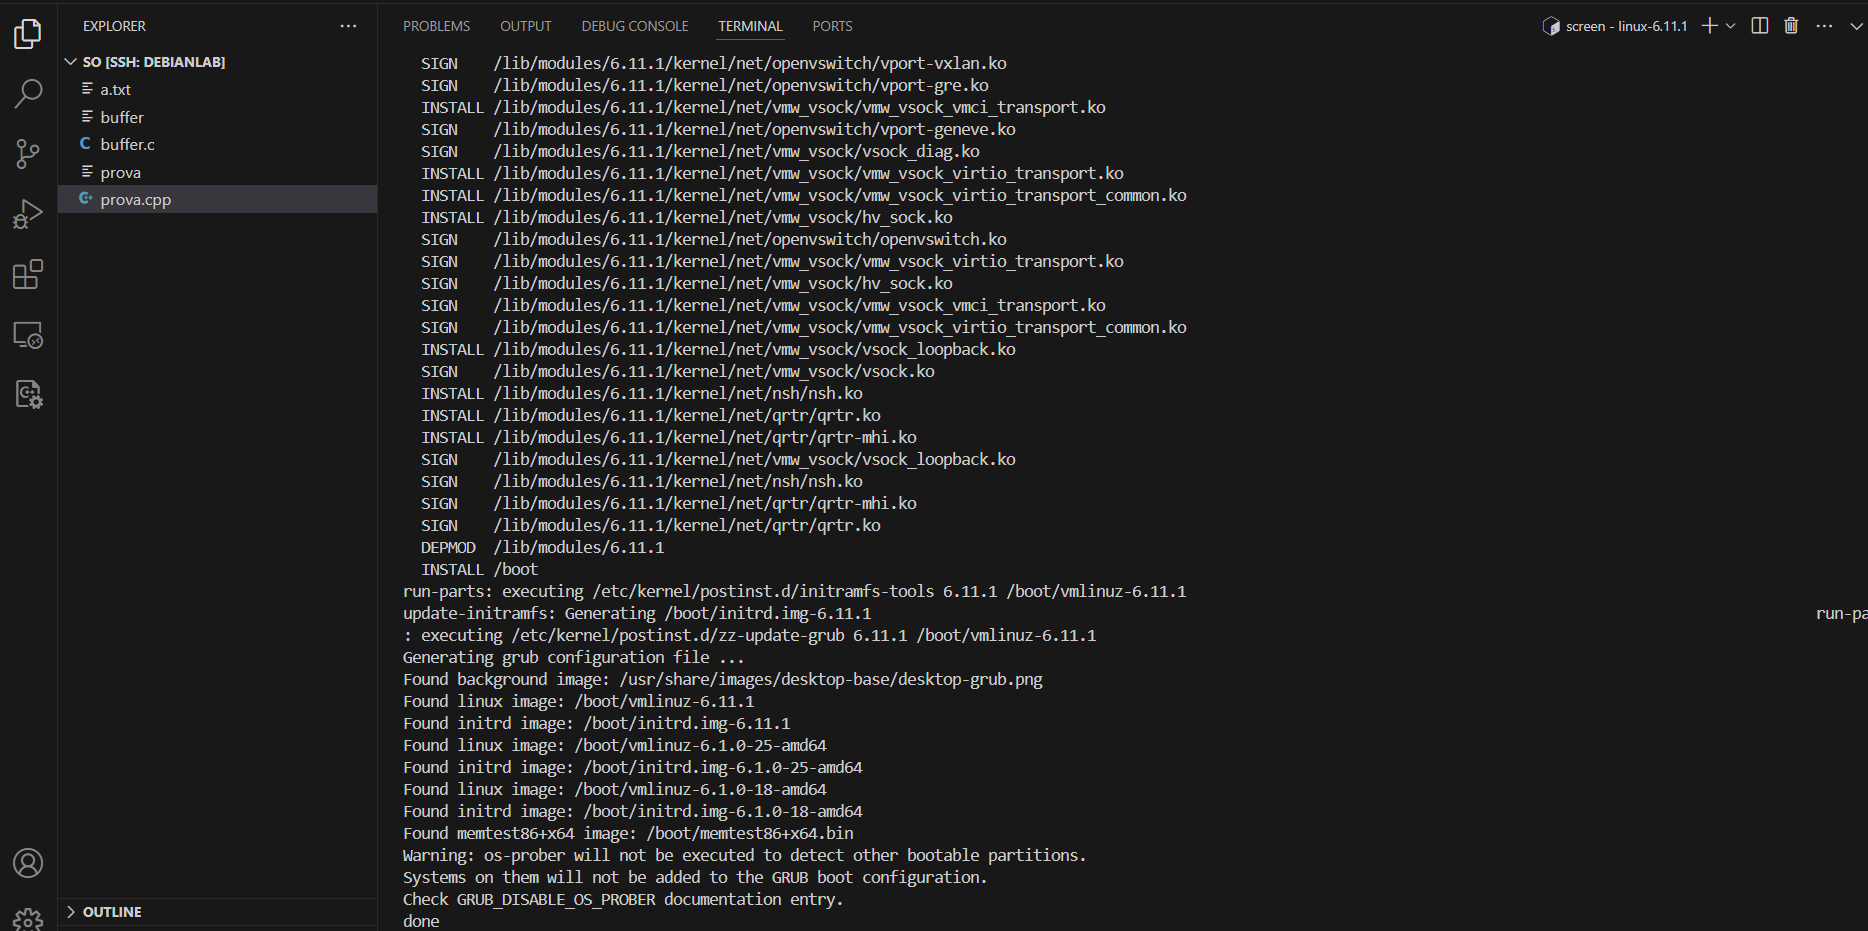 EXPLORER
SO [SSH: DEBIANLAB]
a.txt
buffer
buffer.c
prova
prova.cpp
OUTLINE
PROBLEMS OUTPUT DEBUG CONSOLE TERMINAL PORTS
screen - linux-6.11.1
SIGN /lib/modules/6.11.1/kernel/net/openvswitch/vport-vxlan.ko
SIGN /lib/modules/6.11.1/kernel/net/openvswitch/vport-gre.ko
INSTALL /lib/modules/6.11.1/kernel/net/vmw_vsock/vmw_vsock_vmci_transport.ko
SIGN /lib/modules/6.11.1/kernel/net/openvswitch/vport-geneve.ko
SIGN /lib/modules/6.11.1/kernel/net/vmw_vsock/vsock_diag.ko
INSTALL /lib/modules/6.11.1/kernel/net/vmw_vsock/vmw_vsock_virtio_transport.ko
INSTALL /lib/modules/6.11.1/kernel/net/vmw_vsock/vmw_vsock_virtio_transport_common.ko
INSTALL /lib/modules/6.11.1/kernel/net/vmw_vsock/hv_sock.ko
SIGN /lib/modules/6.11.1/kernel/net/openvswitch/openvswitch.ko
SIGN /lib/modules/6.11.1/kernel/net/vmw_vsock/vmw_vsock_virtio_transport.ko
SIGN /lib/modules/6.11.1/kernel/net/vmw_vsock/hv_sock.ko
SIGN /lib/modules/6.11.1/kernel/net/vmw_vsock/vmw_vsock_vmci_transport.ko
SIGN /lib/modules/6.11.1/kernel/net/vmw_vsock/vmw_vsock_virtio_transport_common.ko
INSTALL /lib/modules/6.11.1/kernel/net/vmw_vsock/vsock_loopback.ko
SIGN /lib/modules/6.11.1/kernel/net/vmw_vsock/vsock.ko
INSTALL /lib/modules/6.11.1/kernel/net/nsh/nsh.ko
INSTALL /lib/modules/6.11.1/kernel/net/qrtr/qrtr.ko
INSTALL /lib/modules/6.11.1/kernel/net/qrtr/qrtr-mhi.ko
SIGN /lib/modules/6.11.1/kernel/net/vmw_vsock/vsock_loopback.ko
SIGN /lib/modules/6.11.1/kernel/net/nsh/nsh.ko
SIGN /lib/modules/6.11.1/kernel/net/qrtr/qrtr-mhi.ko
SIGN /lib/modules/6.11.1/kernel/net/qrtr/qrtr.ko
DEPMOD /lib/modules/6.11.1
INSTALL /boot
run-parts: executing /etc/kernel/postinst.d/initramfs-tools 6.11.1 /boot/vmlinuz-6.11.1
update-initramfs: Generating /boot/initrd.img-6.11.1 run-pa
: executing /etc/kernel/postinst.d/zz-update-grub 6.11.1 /boot/vmlinuz-6.11.1
Generating grub configuration file ...
Found background image: /usr/share/images/desktop-base/desktop-grub.png
Found linux image: /boot/vmlinuz-6.11.1
Found initrd image: /boot/initrd.img-6.11.1
Found linux image: /boot/vmlinuz-6.1.0-25-amd64
Found initrd image: /boot/initrd.img-6.1.0-25-amd64
Found linux image: /boot/vmlinuz-6.1.0-18-amd64
Found initrd image: /boot/initrd.img-6.1.0-18-amd64
Found memtest86+x64 image: /boot/memtest86+x64.bin
Warning: os-prober will not be executed to detect other bootable partitions.
Systems on them will not be added to the GRUB boot configuration.
Check GRUB_DISABLE_OS_PROBER documentation entry.
done